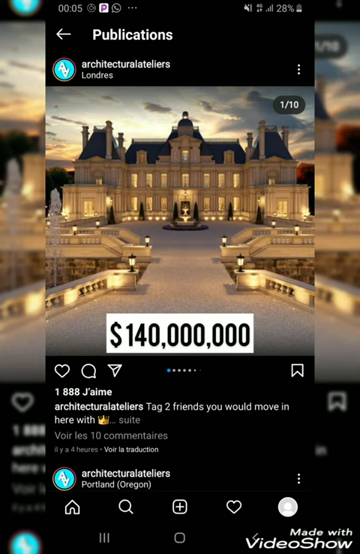 00:05
28%
Publications
architecturalateliers
Londres
1/10
$140,000,000
1 888 J'aime
architecturalateliers Tag 2 friends you would move in
here with 👑... suite
Voir les 10 commentaires
il y a 4 heures • Voir la traduction
architecturalateliers
Portland (Oregon)
Made with
VideoShow